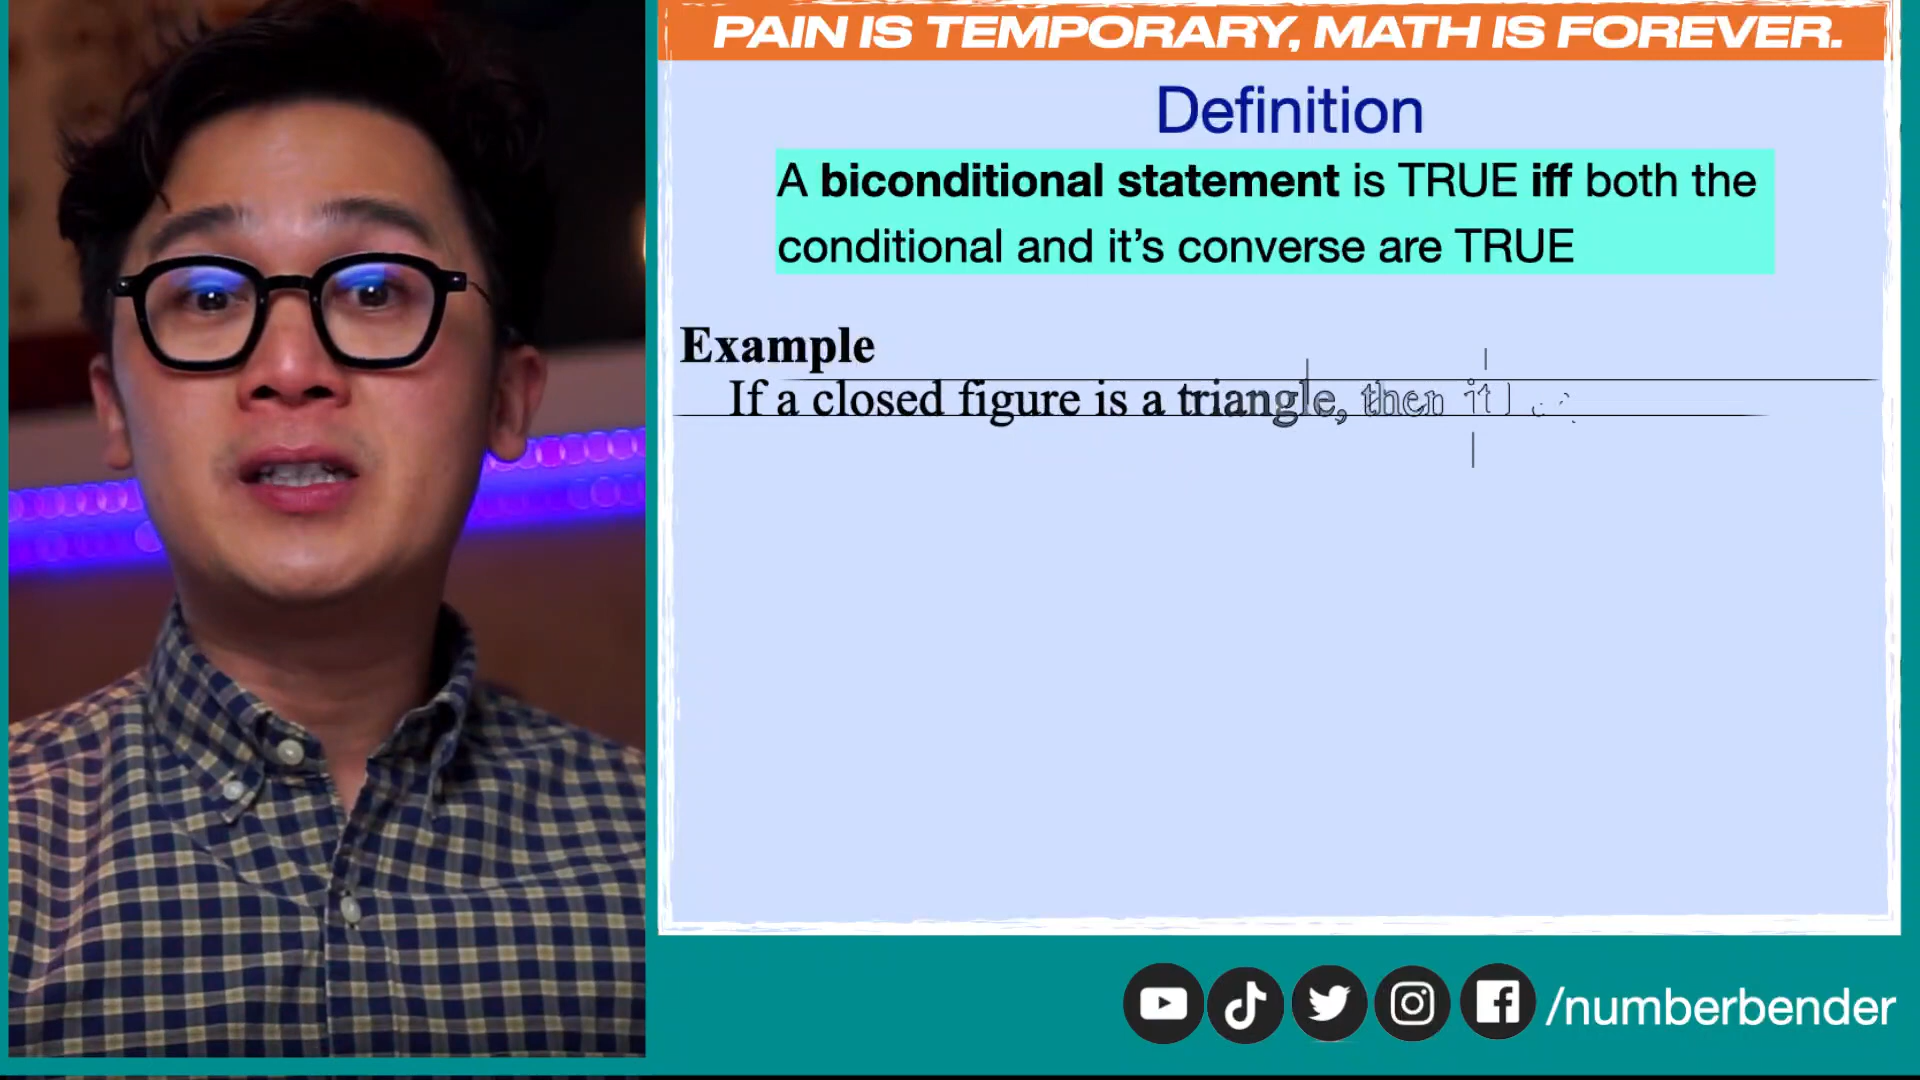 PAIN IS TEMPORARY, MATH IS FOREVER.
Definition
A biconditional statement is TRUE iff both the
conditional and it's converse are TRUE
Example
If a closed figure is a triangle, then it
/numberbender